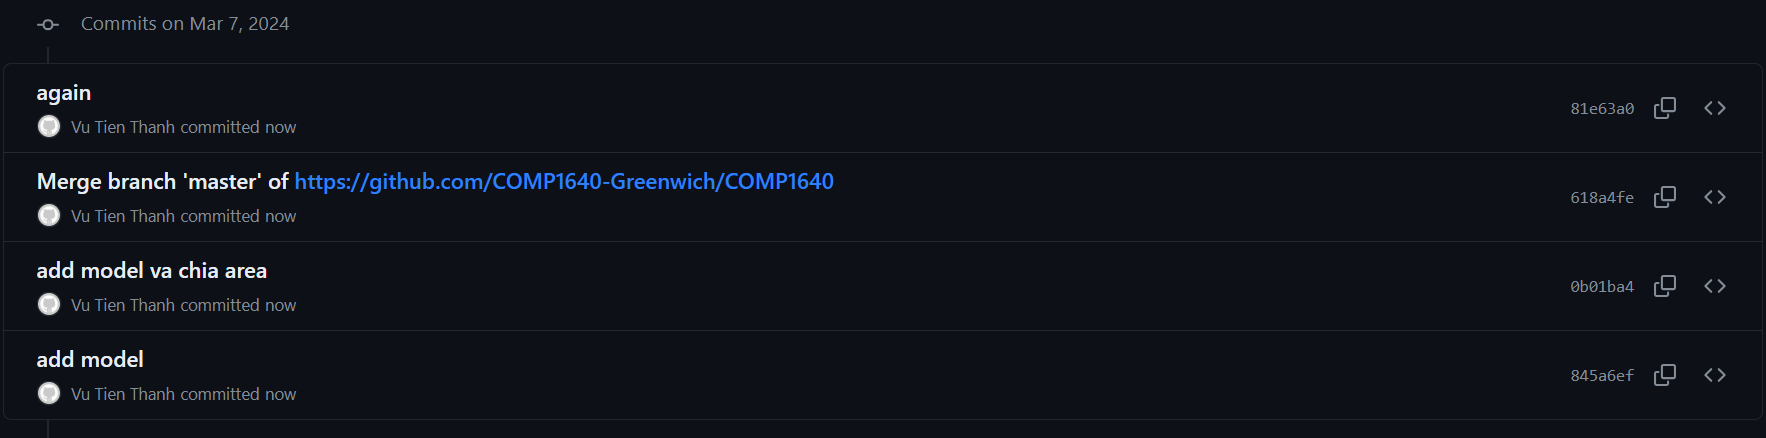 Commits on Mar 7, 2024
again
Vu Tien Thanh committed now
81e63a0
Merge branch 'master' of https://github.com/COMP1640-Greenwich/COMP1640
Vu Tien Thanh committed now
618a4fe
add model va chia area
Vu Tien Thanh committed now
0b01ba4
add model
Vu Tien Thanh committed now
845a6ef